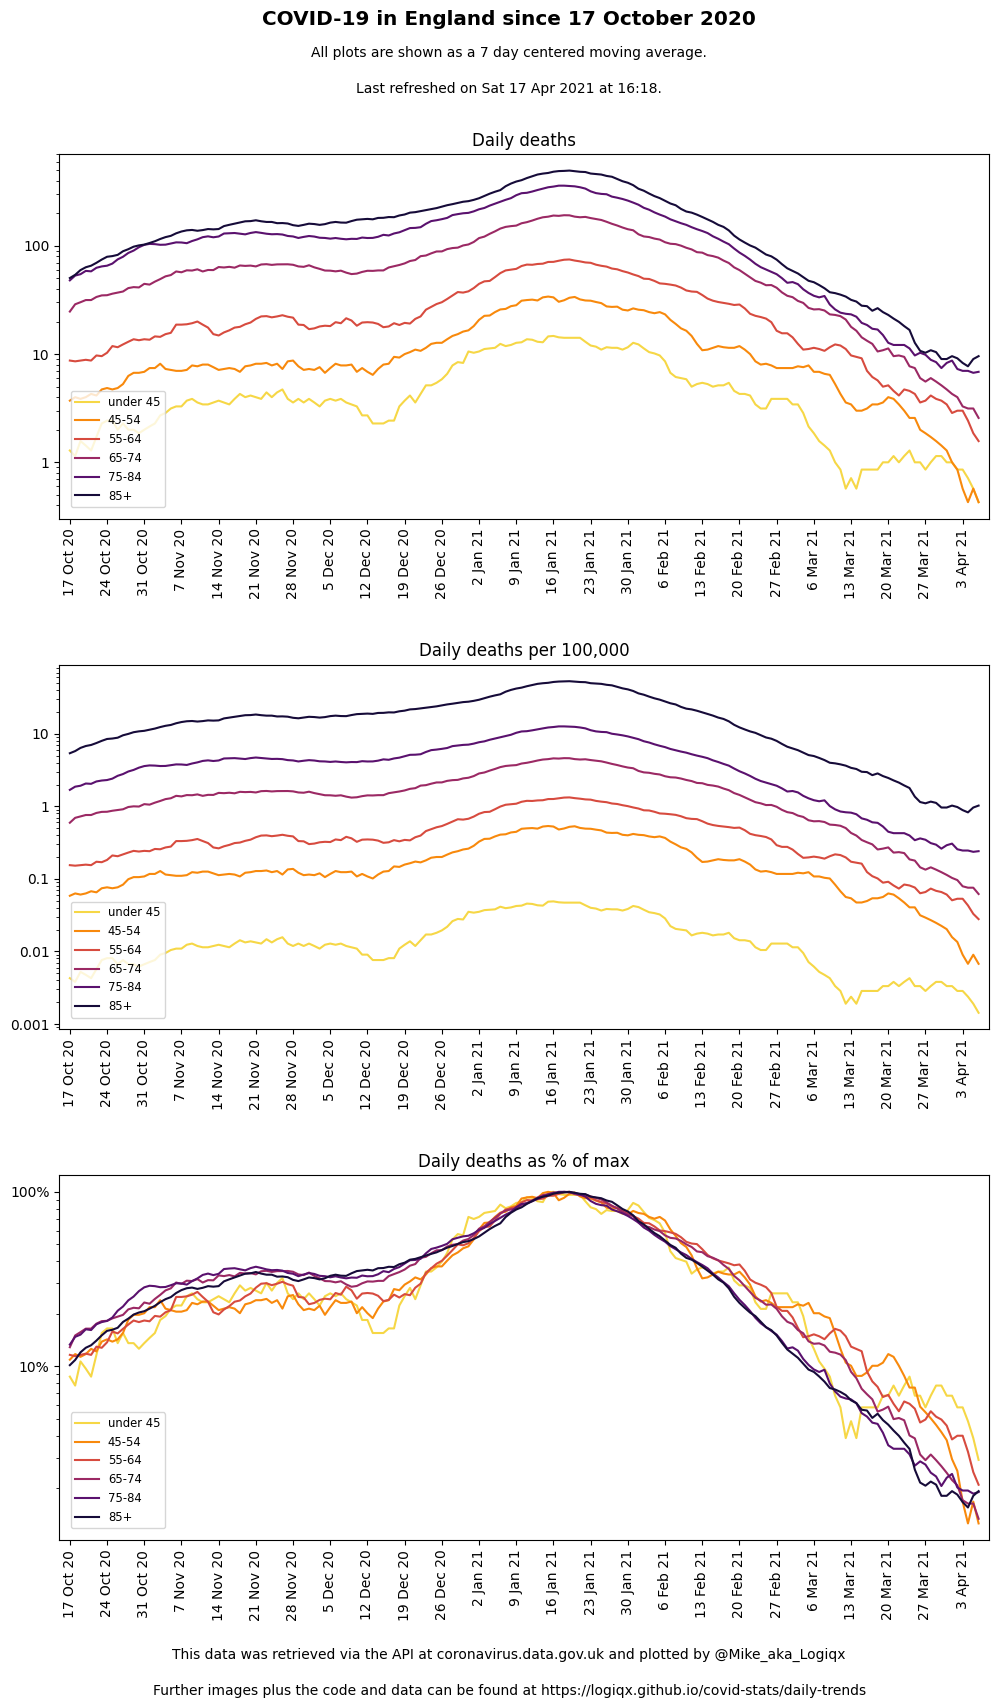 COVID-19 in England since 17 October 2020
All plots are shown as a 7 day centered moving average.
Last refreshed on Sat 17 Apr 2021 at 16:18.
Daily deaths
100
10
1
under 45
45-54
55-64
65-74
75-84
85+
17 Oct 20
24 Oct 20
31 Oct 20
7 Nov 20
14 Nov 20
21 Nov 20
28 Nov 20
5 Dec 20
12 Dec 20
19 Dec 20
26 Dec 20
2 Jan 21
9 Jan 21
16 Jan 21
23 Jan 21
30 Jan 21
6 Feb 21
13 Feb 21
20 Feb 21
27 Feb 21
6 Mar 21
13 Mar 21
20 Mar 21
27 Mar 21
3 Apr 21
Daily deaths per 100,000
10
1
0.1
0.01
0.001
under 45
45-54
55-64
65-74
75-84
85+
17 Oct 20
24 Oct 20
31 Oct 20
7 Nov 20
14 Nov 20
21 Nov 20
28 Nov 20
5 Dec 20
12 Dec 20
19 Dec 20
26 Dec 20
2 Jan 21
9 Jan 21
16 Jan 21
23 Jan 21
30 Jan 21
6 Feb 21
13 Feb 21
20 Feb 21
27 Feb 21
6 Mar 21
13 Mar 21
20 Mar 21
27 Mar 21
3 Apr 21
Daily deaths as % of max
100%
10%
under 45
45-54
55-64
65-74
75-84
85+
17 Oct 20
24 Oct 20
31 Oct 20
7 Nov 20
14 Nov 20
21 Nov 20
28 Nov 20
5 Dec 20
12 Dec 20
19 Dec 20
26 Dec 20
2 Jan 21
9 Jan 21
16 Jan 21
23 Jan 21
30 Jan 21
6 Feb 21
13 Feb 21
20 Feb 21
27 Feb 21
6 Mar 21
13 Mar 21
20 Mar 21
27 Mar 21
3 Apr 21
This data was retrieved via the API at coronavirus.data.gov.uk and plotted by @Mike_aka_Logiqx
Further images plus the code and data can be found at https://logiqx.github.io/covid-stats/daily-trends